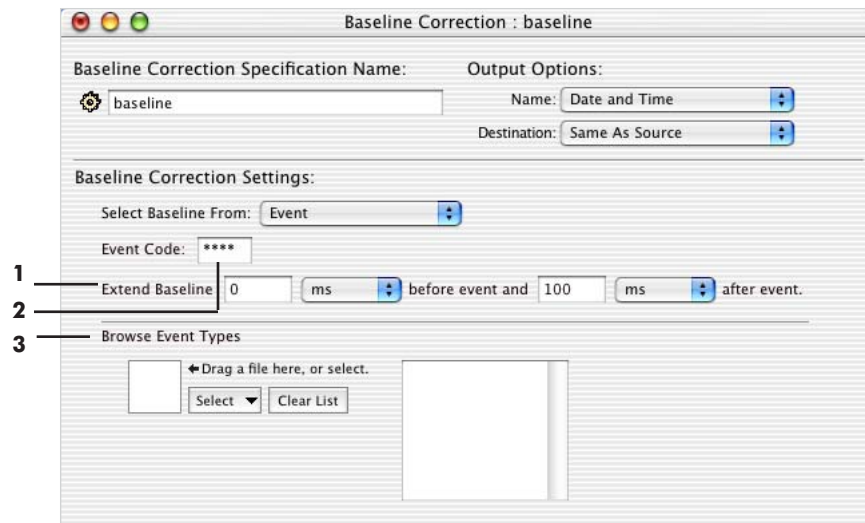 Baseline Correction : baseline
Baseline Correction Specification Name:
baseline
Output Options:
Name: Date and Time
Destination: Same As Source
Baseline Correction Settings:
Select Baseline From: Event
Event Code: ****
1
Extend Baseline 0 ms before event and 100 ms after event.
2
3
Browse Event Types
Drag a file here, or select.
Select Clear List